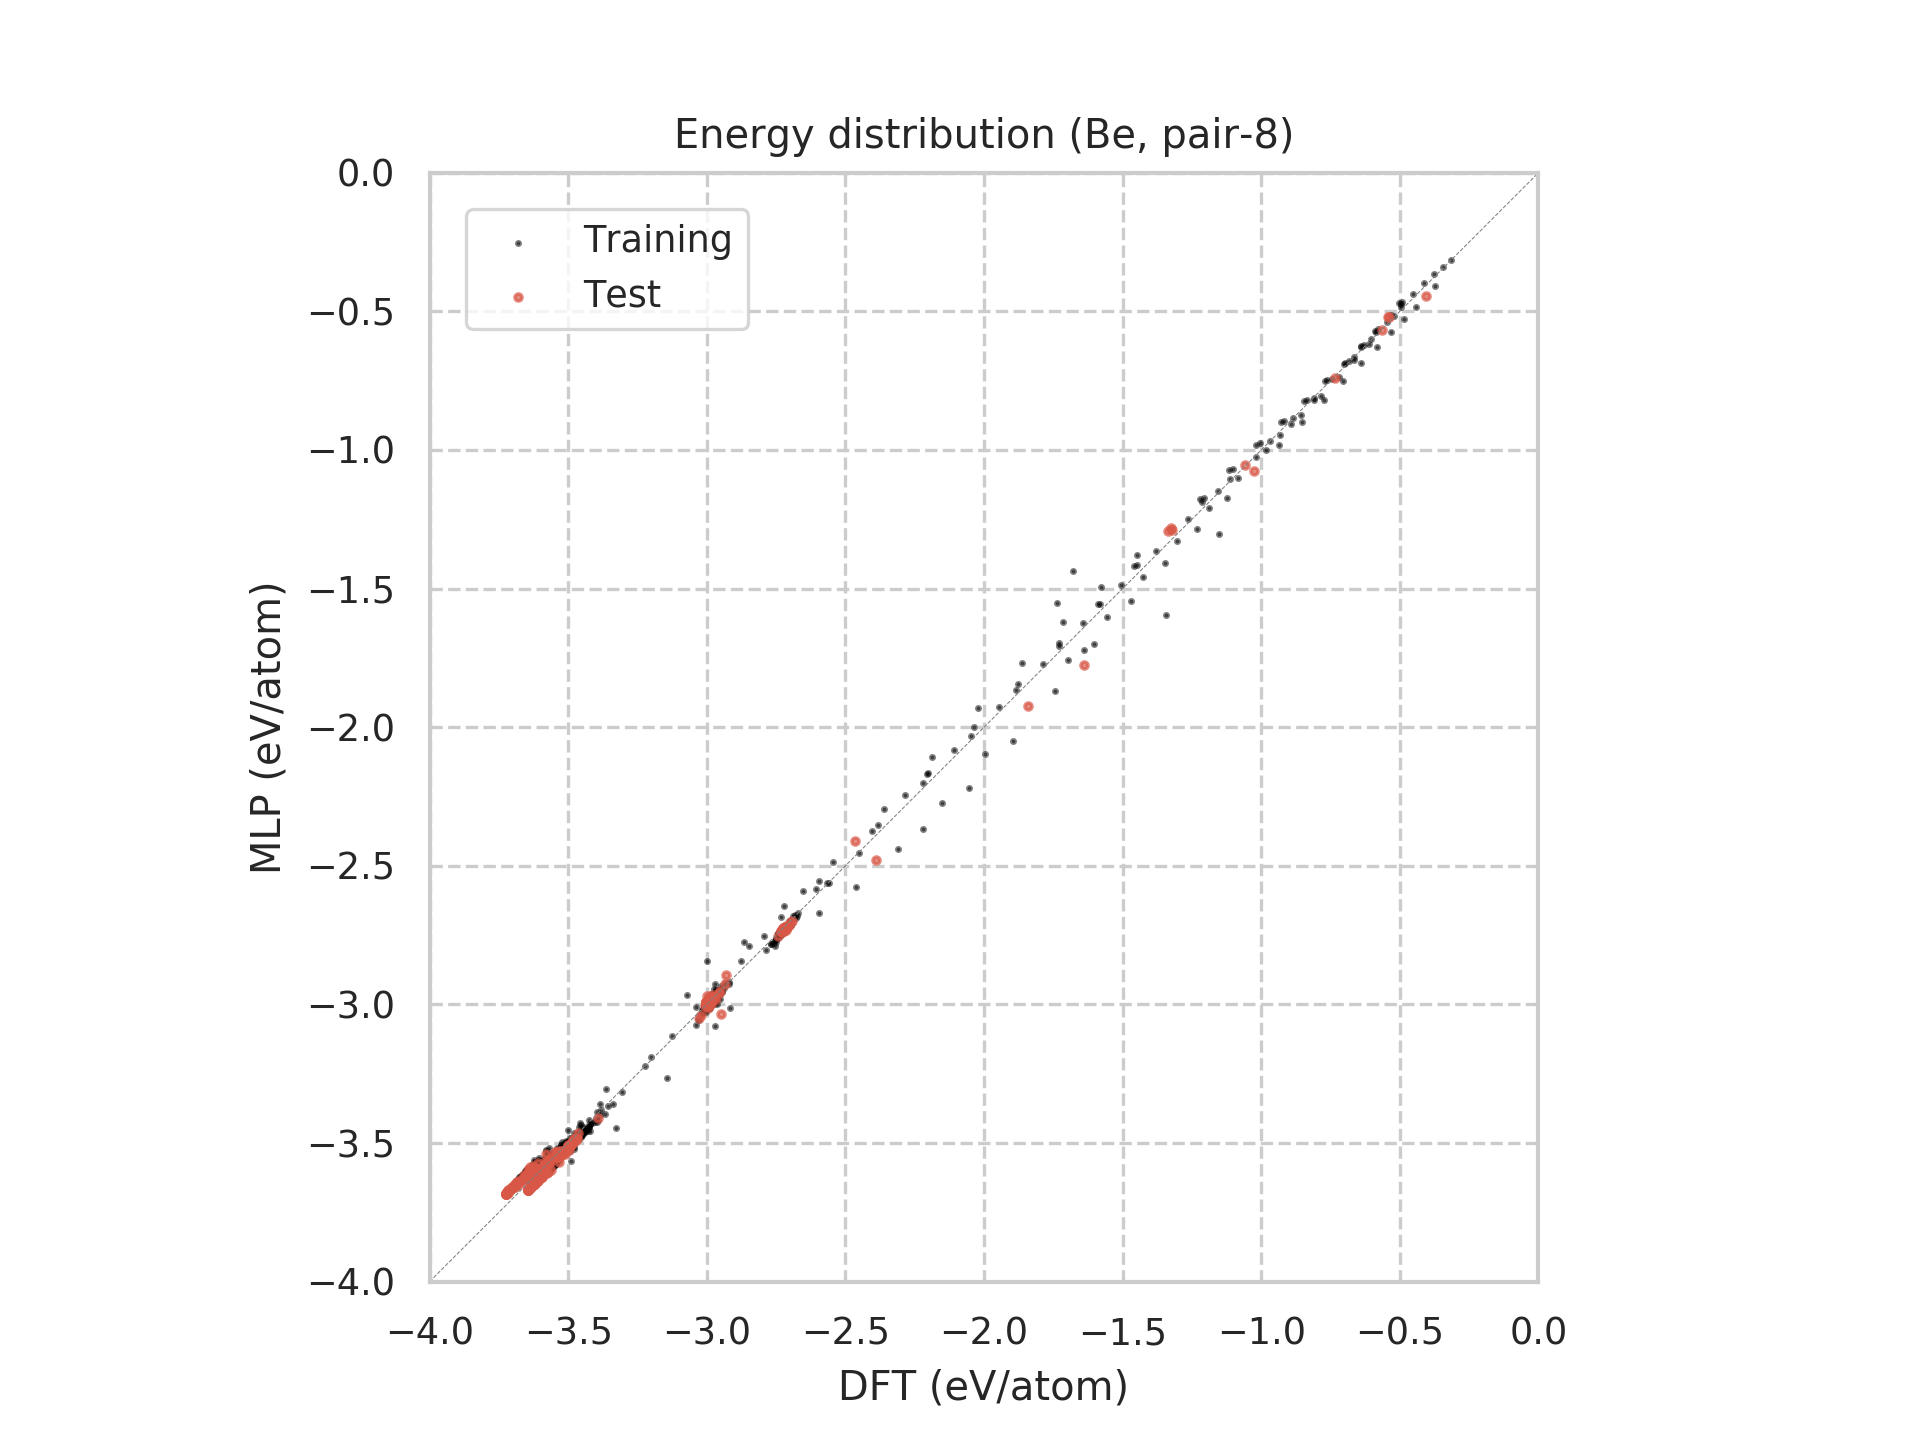 Energy distribution (Be, pair-8)
Training
Test
0.0
−0.5
−1.0
−1.5
−2.0
−2.5
−3.0
−3.5
−4.0
MLP (eV/atom)
−4.0 −3.5 −3.0 −2.5 −2.0 −1.5 −1.0 −0.5 0.0
DFT (eV/atom)